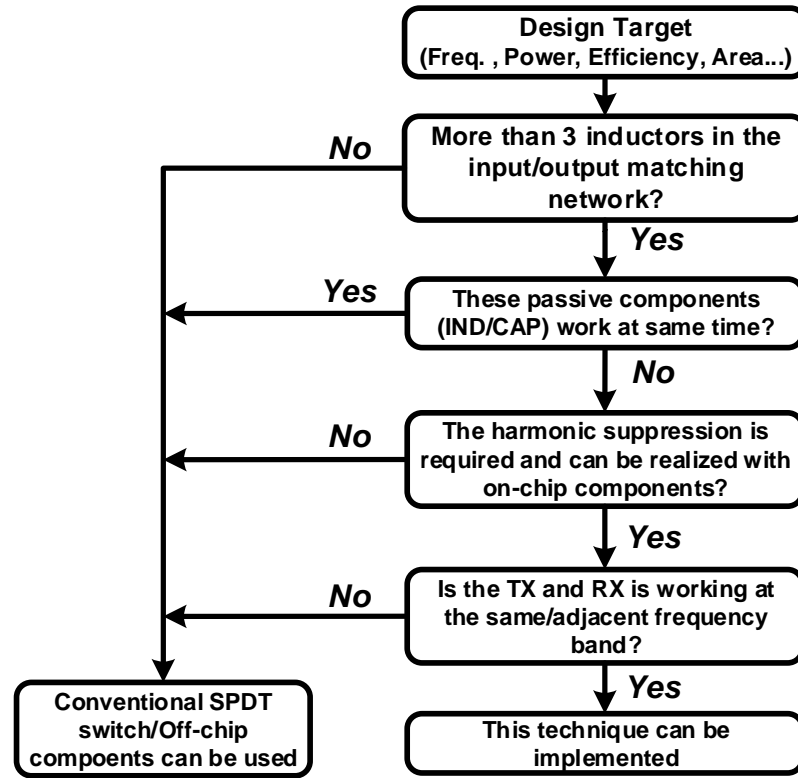 Design Target
(Freq. , Power, Efficiency, Area...)
No
More than 3 inductors in the
input/output matching
network?
Yes
Yes
These passive components
(IND/CAP) work at same time?
No
No
The harmonic suppression is
required and can be realized with
on-chip components?
Yes
No
Is the TX and RX is working at
the same/adjacent frequency
band?
Yes
Conventional SPDT
switch/Off-chip
compoents can be used
This technique can be
implemented